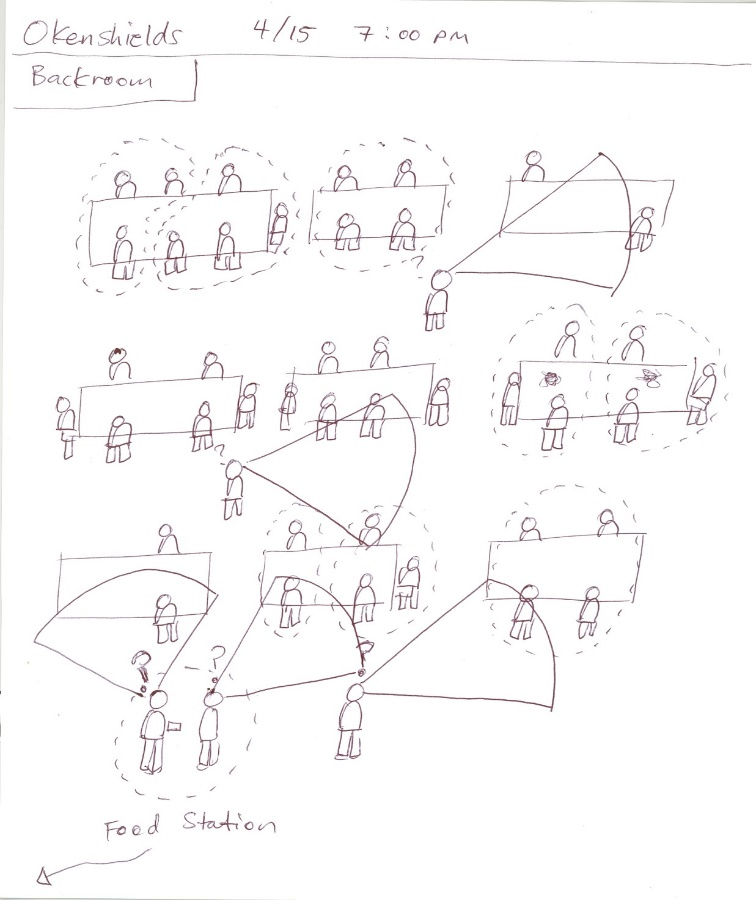 Okenshields 4/15 7:00 PM
Backroom
?
?
? ? ?
Food Station